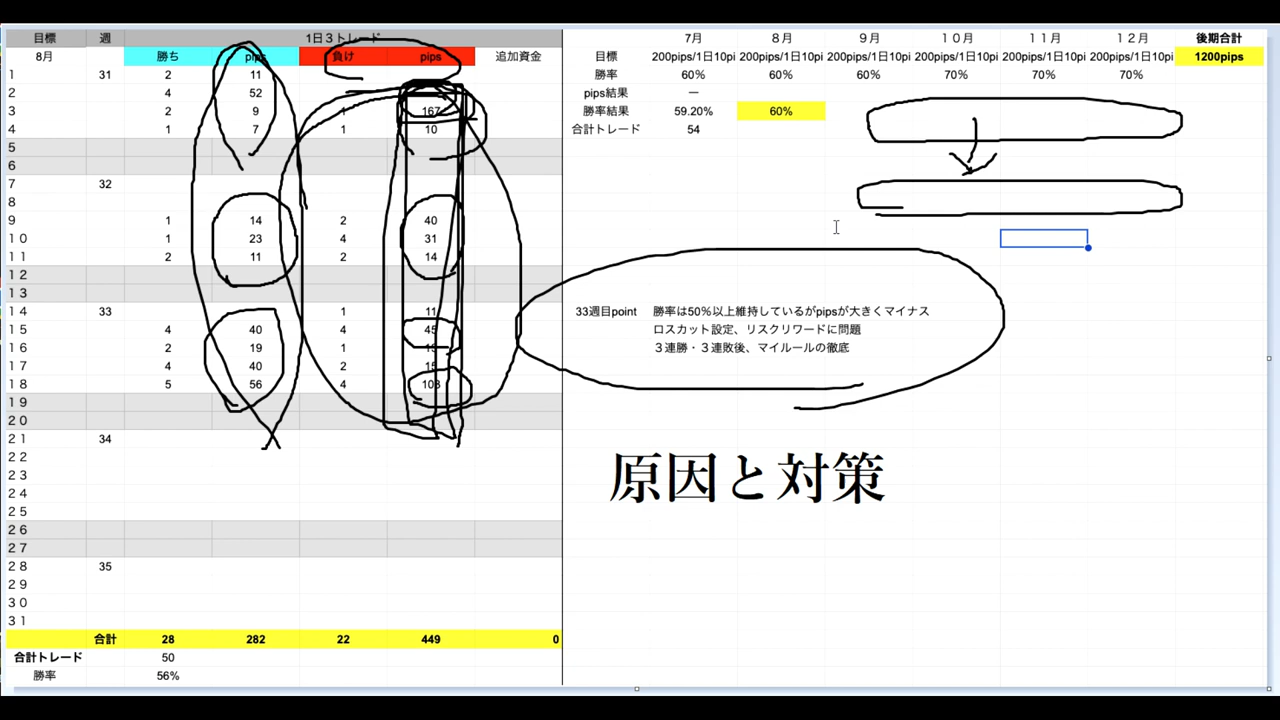 目標 週 1日３トレード
8月 勝ち pips 負け pips 追加資金
1 31 2 11
2 4 52
3 2 9 1 167
4 1 7 1 10
5
6
7 32
8
9 1 14 2 40
10 1 23 4 31
11 2 11 2 14
12
13
14 33 1 11
15 4 40 4 45
16 2 19 1
17 4 40 2
18 5 56 4 103
19
20
21 34
22
23
24
25
26
27
28 35
29
30
31
合計 28 282 22 449 0
合計トレード 50
勝率 56%
7月 ８月 ９月 １０月 １１月 １２月 後期合計
目標 200pips/1日10pi 200pips/1日10pi 200pips/1日10pi 200pips/1日10pi 200pips/1日10pi 200pips/1日10pi 1200pips
勝率 60% 60% 60% 70% 70% 70%
pips結果 ー
勝率結果 59.20% 60%
合計トレード 54
33週目point 勝率は50%以上維持しているがpipsが大きくマイナス
ロスカット設定、リスクリワードに問題
３連勝・３連敗後、マイルールの徹底
原因と対策